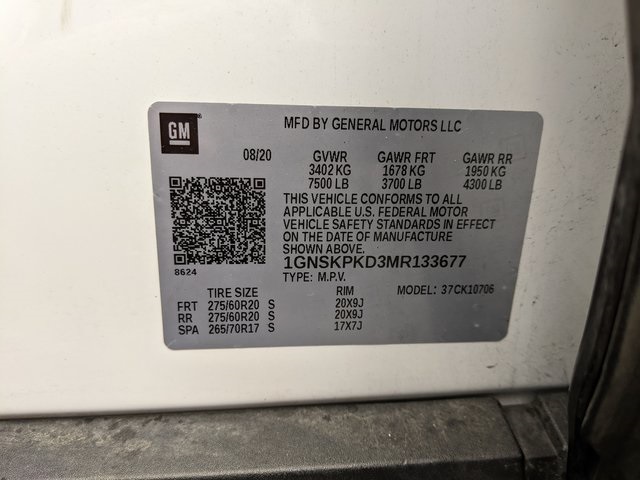 GM
MFD BY GENERAL MOTORS LLC
08/20 GVWR GAWR FRT GAWR RR
3402 KG 1678 KG 1950 KG
7500 LB 3700 LB 4300 LB
THIS VEHICLE CONFORMS TO ALL
APPLICABLE U.S. FEDERAL MOTOR
VEHICLE SAFETY STANDARDS IN EFFECT
ON THE DATE OF MANUFACTURE
SHOWN ABOVE.
8624
1GNSKPKD3MR133677
TYPE: M.P.V. MODEL: 37CK10706
TIRE SIZE RIM
FRT 275/60R20 S 20X9J
RR 275/60R20 S 20X9J
SPA 265/70R17 S 17X7J